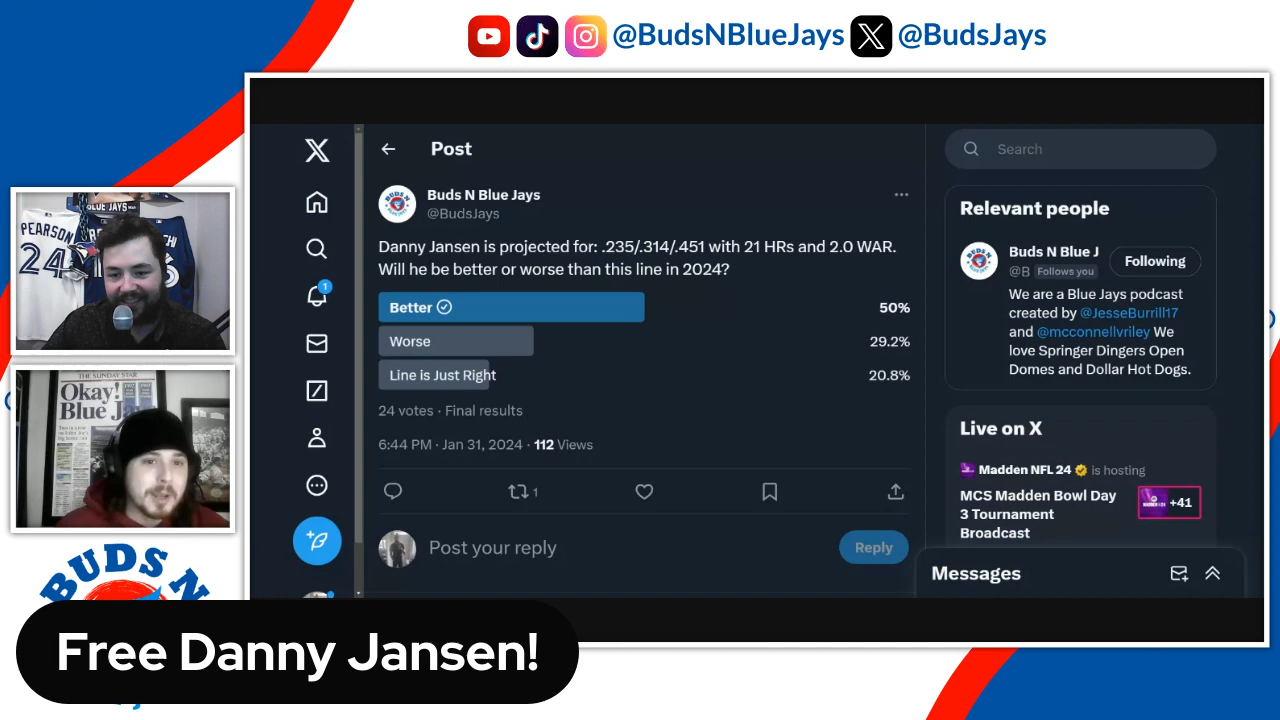 @BudsNBlueJays
@BudsJays
Post
Search
Buds N Blue Jays
@BudsJays
Danny Jansen is projected for: .235/.314/.451 with 21 HRs and 2.0 WAR.
Will he be better or worse than this line in 2024?
Better 50%
Worse 29.2%
Line is Just Right 20.8%
24 votes · Final results
6:44 PM · Jan 31, 2024 · 112 Views
1
1
Post your reply
Reply
Relevant people
Buds N Blue J
@B Follows you
Following
We are a Blue Jays podcast
created by @JesseBurrill17
and @mcconnellvriley We
love Springer Dingers Open
Domes and Dollar Hot Dogs.
Live on X
Madden NFL 24 is hosting
MCS Madden Bowl Day
3 Tournament
Broadcast
+41
Messages
BLUE JAYS
PEARSON
24
THE SUNDAY STAR
Okay!
Blue Ja
BUDS N
Free Danny Jansen!